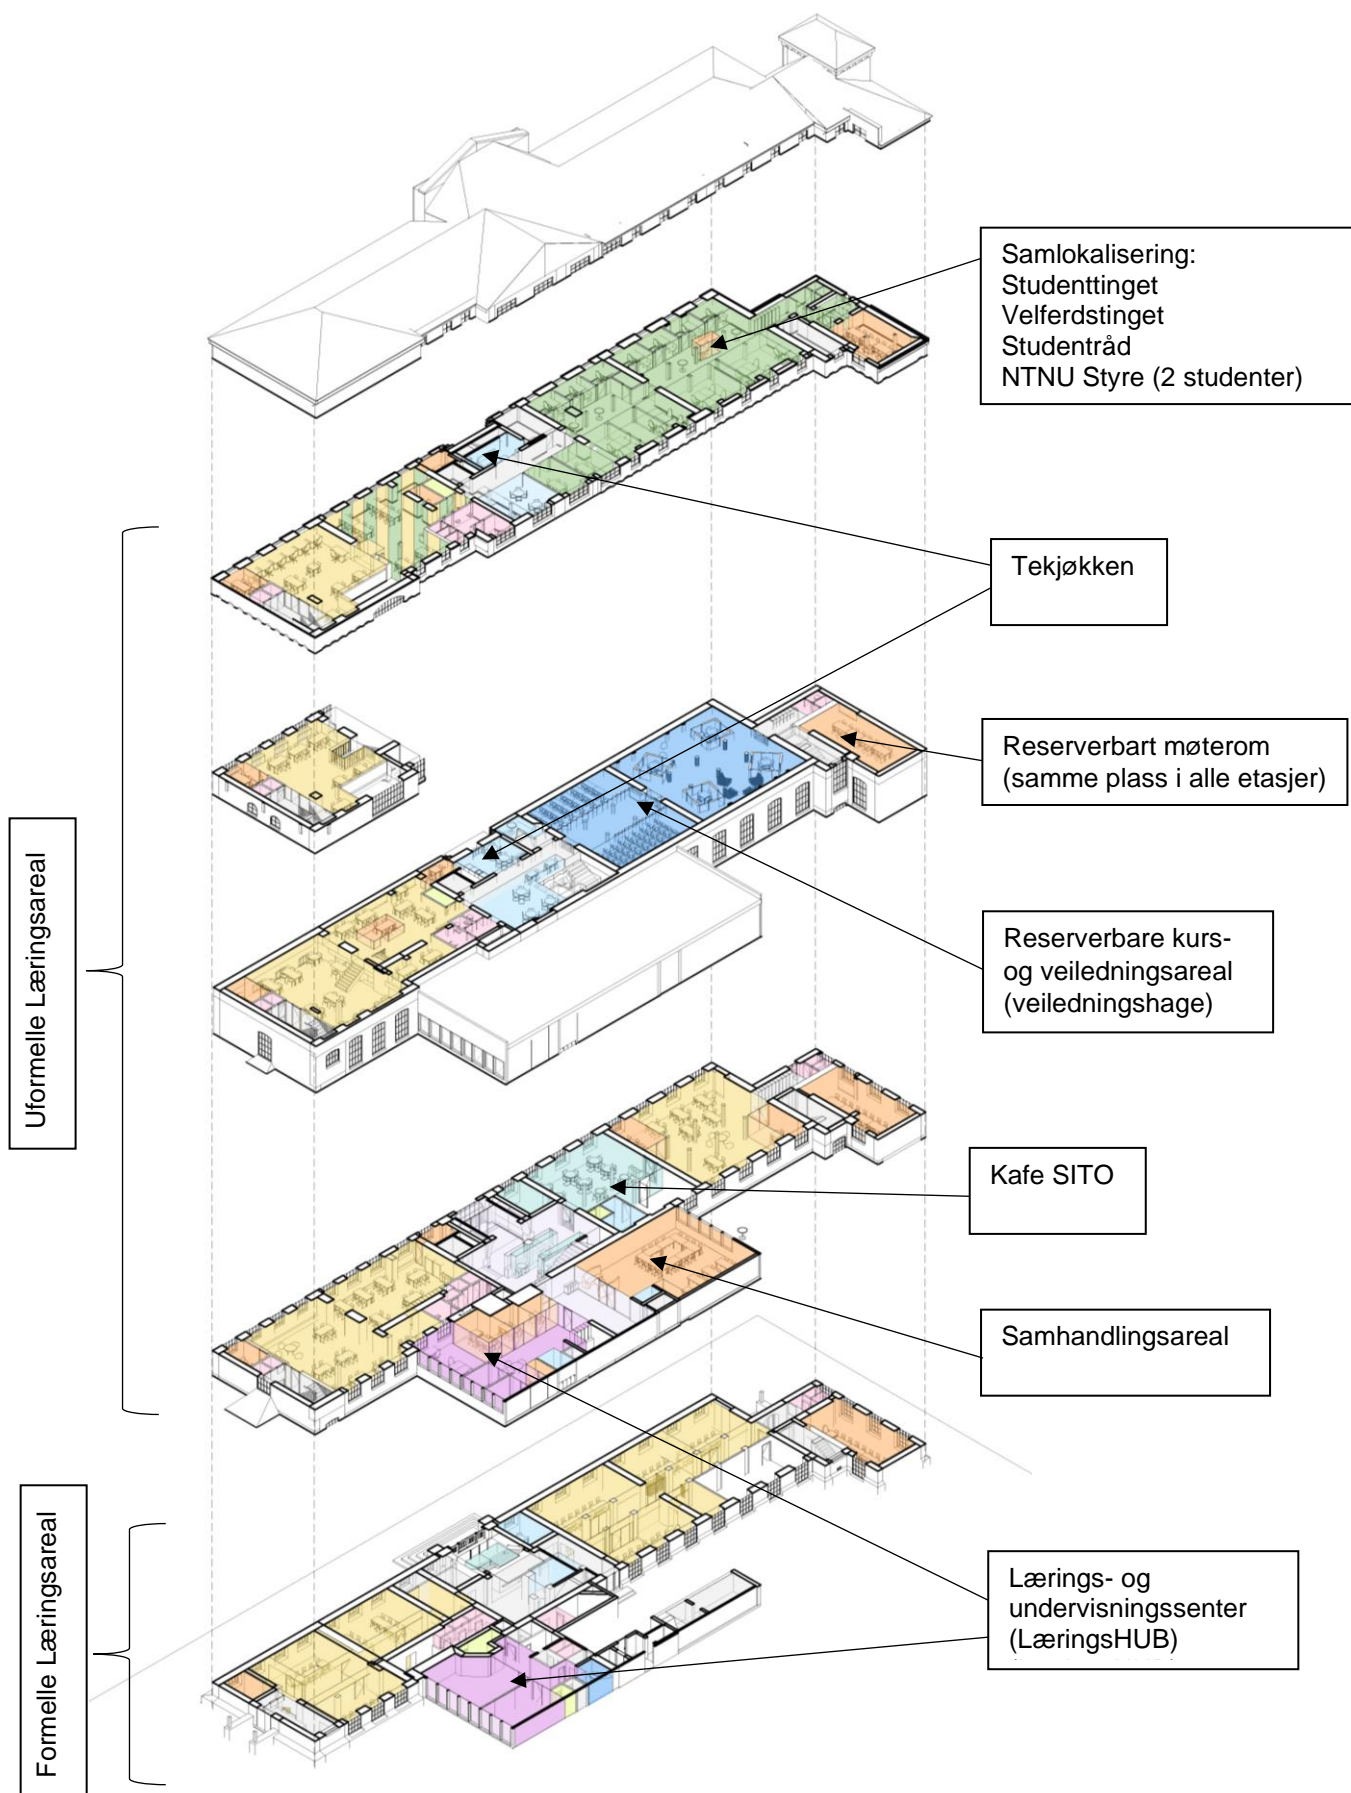 Samlokalisering:
Studenttinget
Velferdstinget
Studentråd
NTNU Styre (2 studenter)
Tekjøkken
Reserverbart møterom
(samme plass i alle etasjer)
Uformelle Læringsareal
Reserverbare kurs-
og veiledningsareal
(veiledningshage)
Kafe SITO
Samhandlingsareal
Formelle Læringsareal
Lærings- og
undervisningssenter
(LæringsHUB)